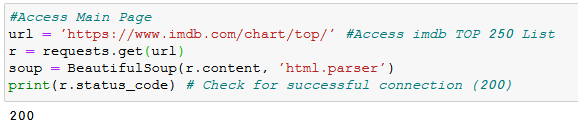 #Access Main Page
url = 'https://www.imdb.com/chart/top/' #Access imdb TOP 250 List
r = requests.get(url)
soup = BeautifulSoup(r.content, 'html.parser')
print(r.status_code) # Check for successful connection (200)
200